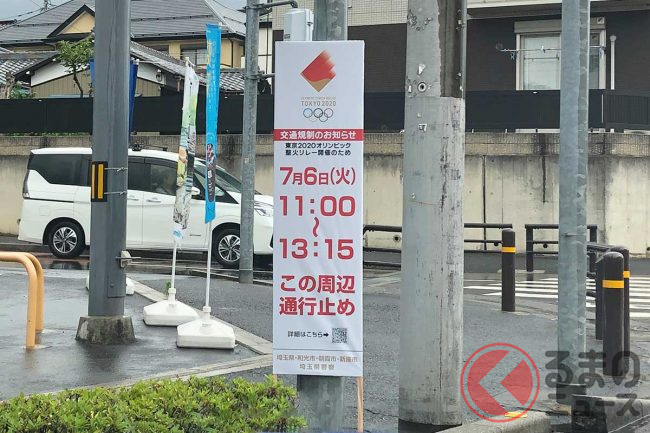 TOKYO 2020
交通規制のお知らせ
東京2020オリンピック
聖火リレー開催のため
7月6日(火)
11:00
〜
13:15
この周辺
通行止め
詳細はこちら
埼玉県・和光市・朝霞市・新座市
埼玉県警察
くるまの
ニュース